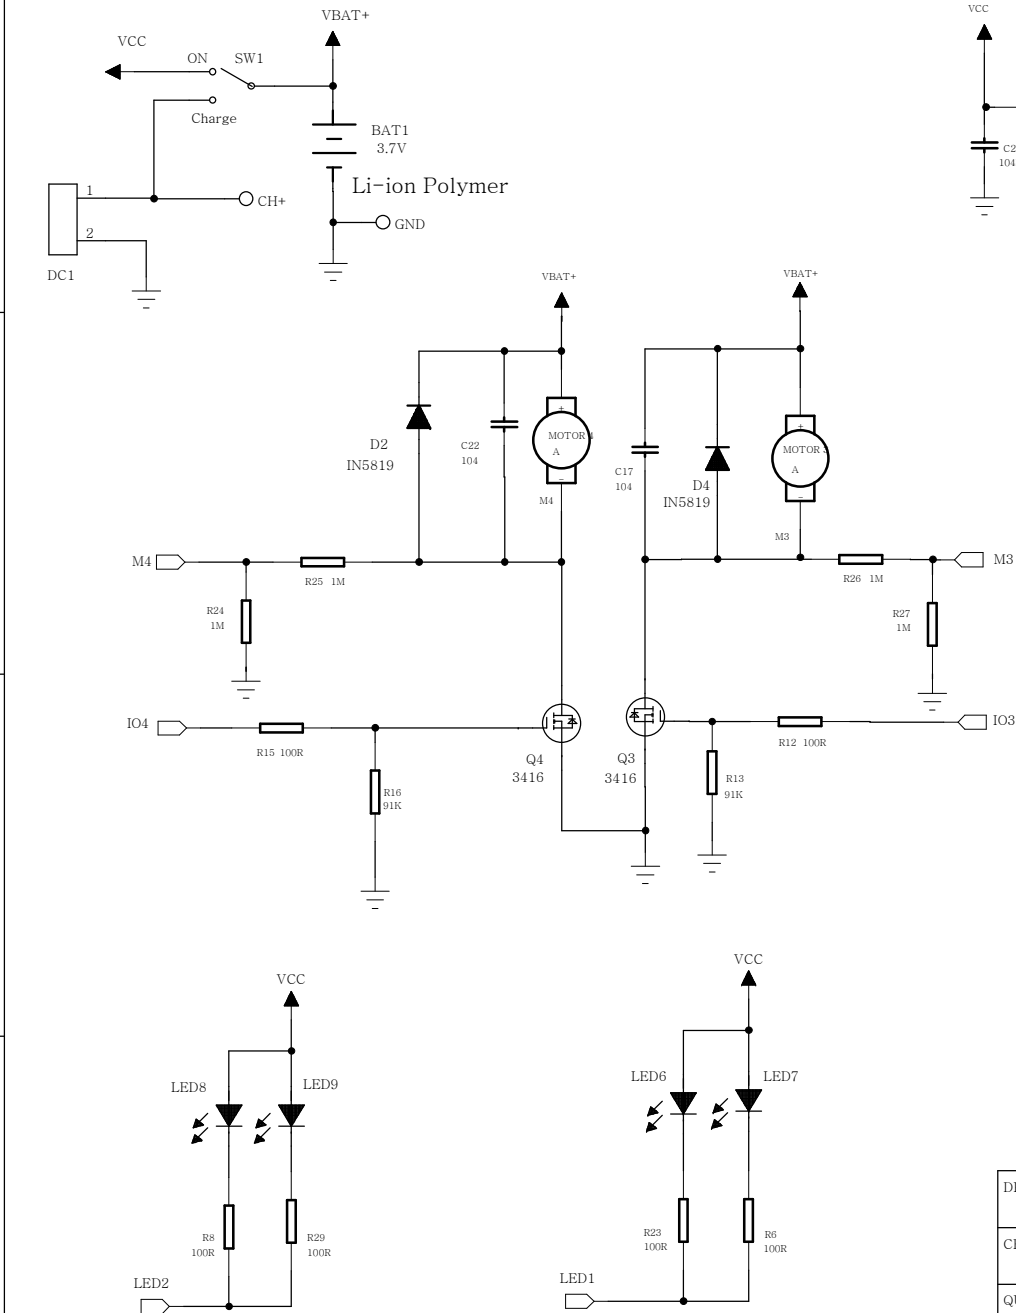 VBAT+
VCC
VCC
ON
SW1
Charge
BAT1
3.7V
Li-ion Polymer
1
CH+
2
GND
DC1
C2
104
VBAT+
VBAT+
+
+
D2
IN5819
C22
104
MOTOR
A
-
M4
C17
104
D4
IN5819
MOTOR
A
-
M3
M4
R25 1M
R26 1M
M3
R24
1M
R27
1M
IO4
R15 100R
Q4
3416
Q3
3416
R12 100R
IO3
R16
91K
R13
91K
VCC
VCC
LED8
LED9
LED6
LED7
R8
100R
R29
100R
R23
100R
R6
100R
LED2
LED1